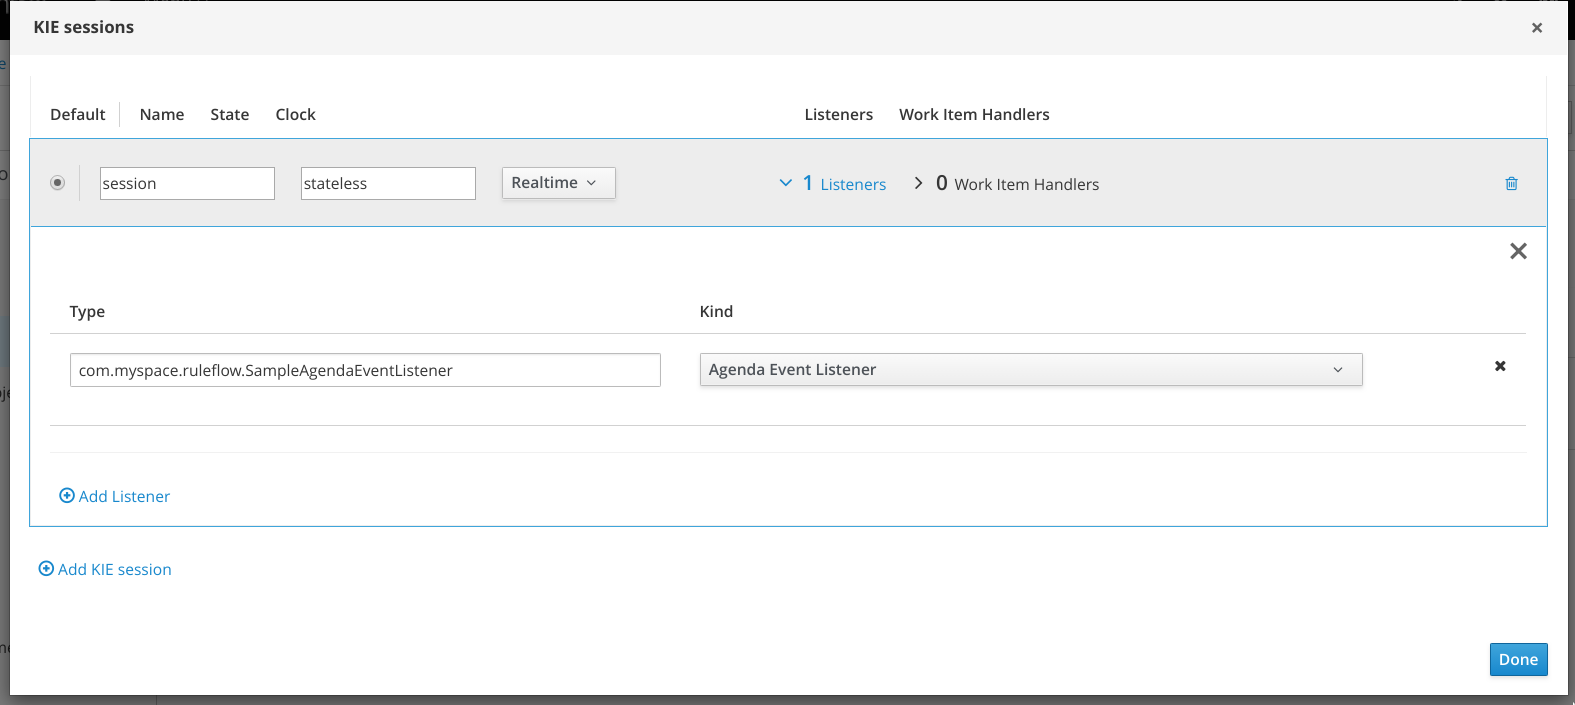 KIE sessions
Default Name State Clock Listeners Work Item Handlers
session stateless Realtime 1 Listeners 0 Work Item Handlers
Type Kind
com.myspace.ruleflow.SampleAgendaEventListener Agenda Event Listener
Add Listener
Add KIE session
Done